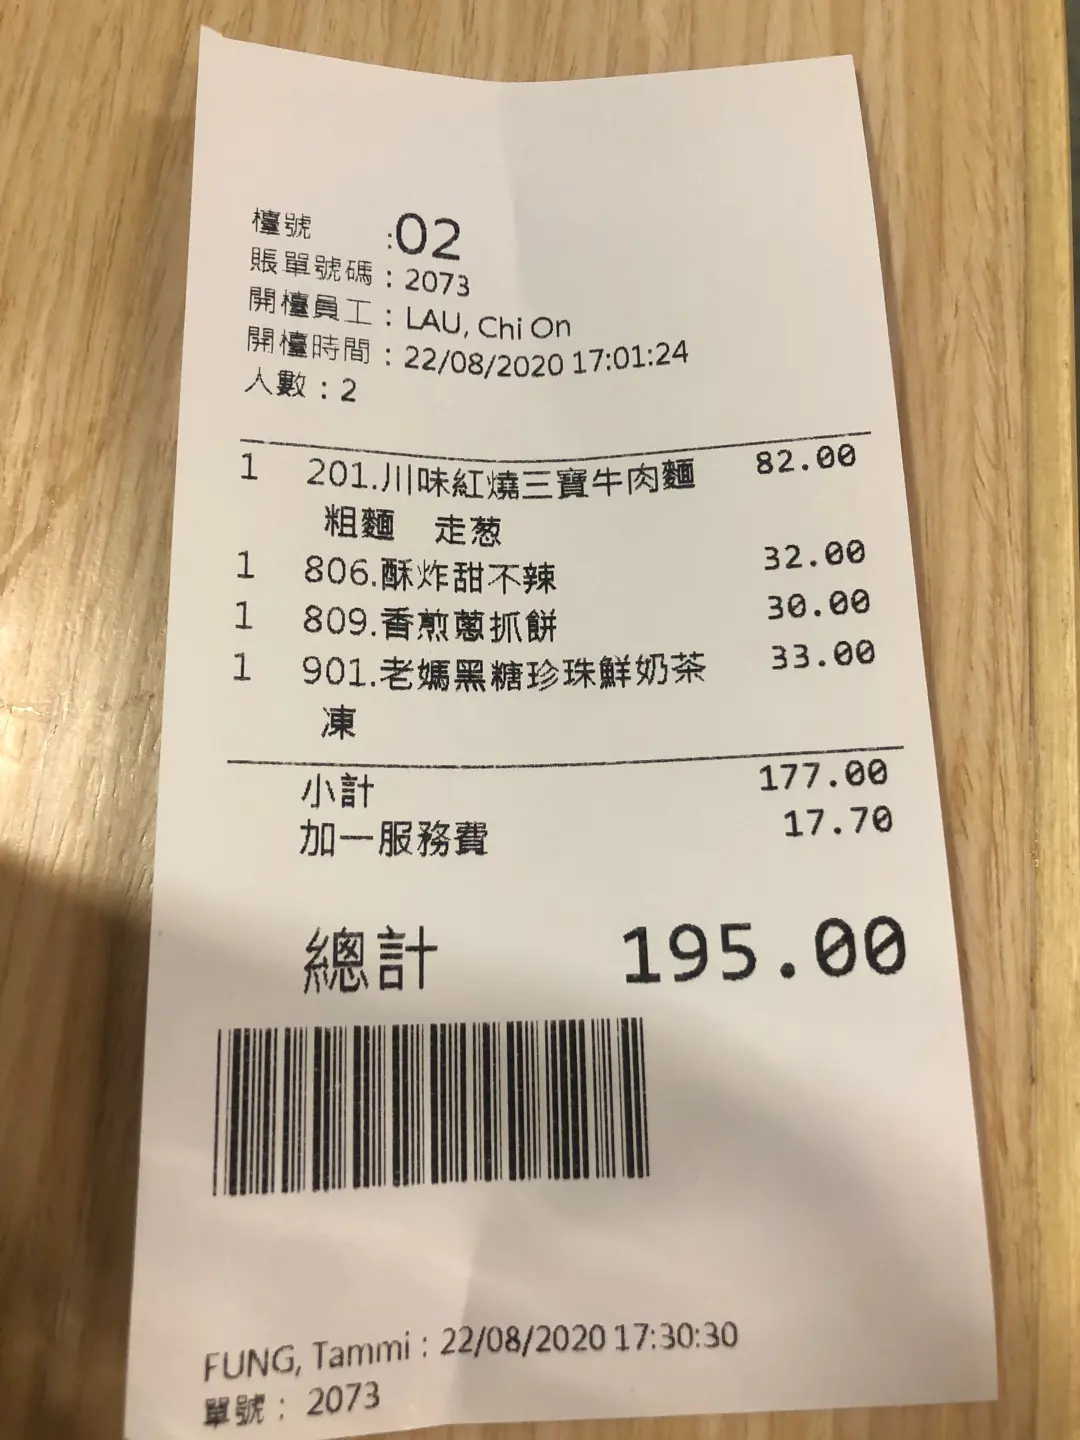 檯號 :02
賬單號碼 : 2073
開檯員工 : LAU, Chi On
開檯時間 : 22/08/2020 17:01:24
人數 : 2
1 201.川味紅燒三寶牛肉麵 82.00
粗麵 走葱
1 806.酥炸甜不辣 32.00
1 809.香煎蔥抓餅 30.00
1 901.老媽黑糖珍珠鮮奶茶 33.00
凍
小計 177.00
加一服務費 17.70
總計 195.00
FUNG, Tammi : 22/08/2020 17:30:30
單號 : 2073